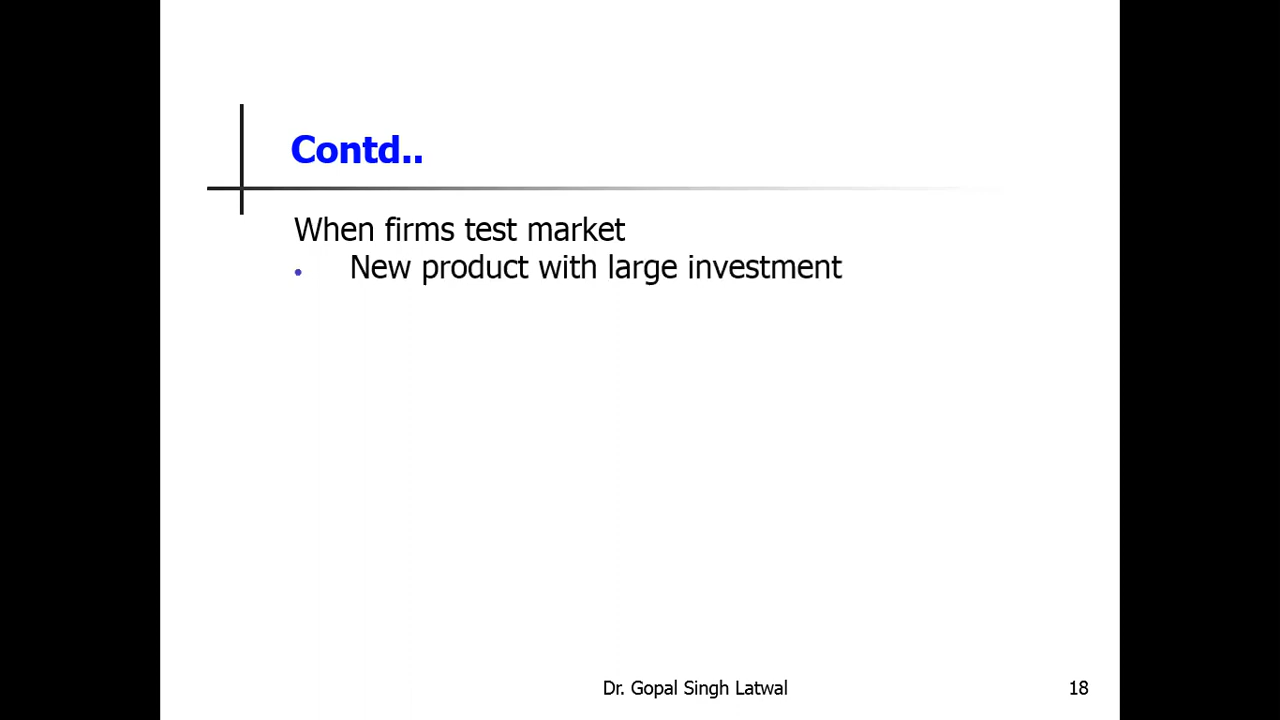 Contd..
When firms test market
• New product with large investment
Dr. Gopal Singh Latwal
18